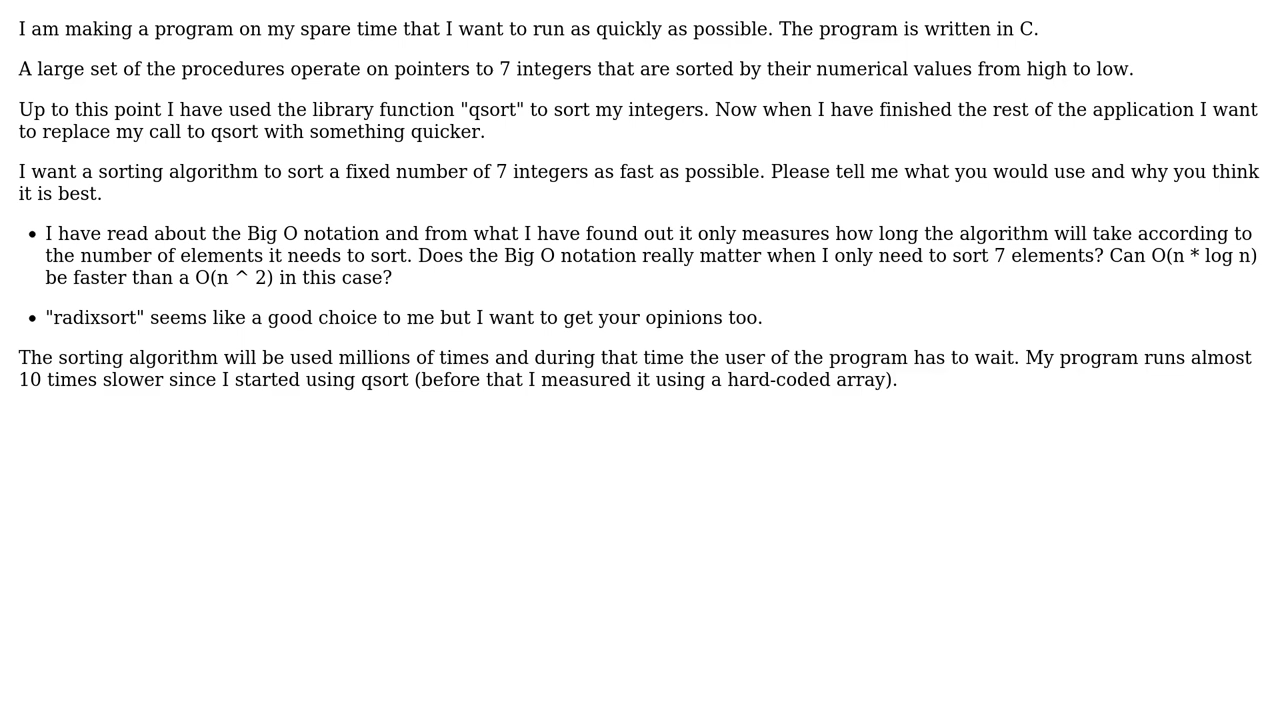 I am making a program on my spare time that I want to run as quickly as possible. The program is written in C.
A large set of the procedures operate on pointers to 7 integers that are sorted by their numerical values from high to low.
Up to this point I have used the library function "qsort" to sort my integers. Now when I have finished the rest of the application I want
to replace my call to qsort with something quicker.
I want a sorting algorithm to sort a fixed number of 7 integers as fast as possible. Please tell me what you would use and why you think
it is best.
• I have read about the Big O notation and from what I have found out it only measures how long the algorithm will take according to
the number of elements it needs to sort. Does the Big O notation really matter when I only need to sort 7 elements? Can O(n * log n)
be faster than a O(n ^ 2) in this case?
• "radixsort" seems like a good choice to me but I want to get your opinions too.
The sorting algorithm will be used millions of times and during that time the user of the program has to wait. My program runs almost
10 times slower since I started using qsort (before that I measured it using a hard-coded array).